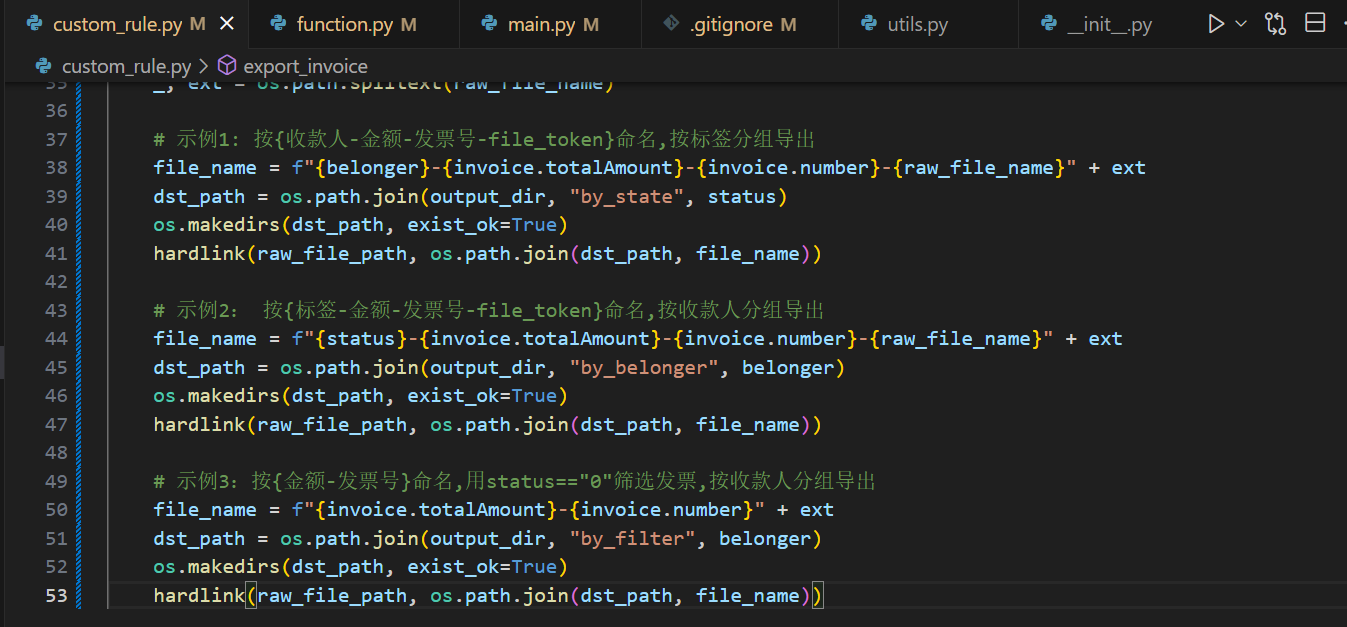 custom_rule.py M
function.py M
main.py M
.gitignore M
utils.py
__init__.py
custom_rule.py > export_invoice
35 _, ext = os.path.splitext(raw_file_name)
36
37 # 示例1: 按{收款人-金额-发票号-file_token}命名,按标签分组导出
38 file_name = f"{belonger}-{invoice.totalAmount}-{invoice.number}-{raw_file_name}" + ext
39 dst_path = os.path.join(output_dir, "by_state", status)
40 os.makedirs(dst_path, exist_ok=True)
41 hardlink(raw_file_path, os.path.join(dst_path, file_name))
42
43 # 示例2: 按{标签-金额-发票号-file_token}命名,按收款人分组导出
44 file_name = f"{status}-{invoice.totalAmount}-{invoice.number}-{raw_file_name}" + ext
45 dst_path = os.path.join(output_dir, "by_belonger", belonger)
46 os.makedirs(dst_path, exist_ok=True)
47 hardlink(raw_file_path, os.path.join(dst_path, file_name))
48
49 # 示例3: 按{金额-发票号}命名,用status=="0"筛选发票,按收款人分组导出
50 file_name = f"{invoice.totalAmount}-{invoice.number}" + ext
51 dst_path = os.path.join(output_dir, "by_filter", belonger)
52 os.makedirs(dst_path, exist_ok=True)
53 hardlink(raw_file_path, os.path.join(dst_path, file_name))